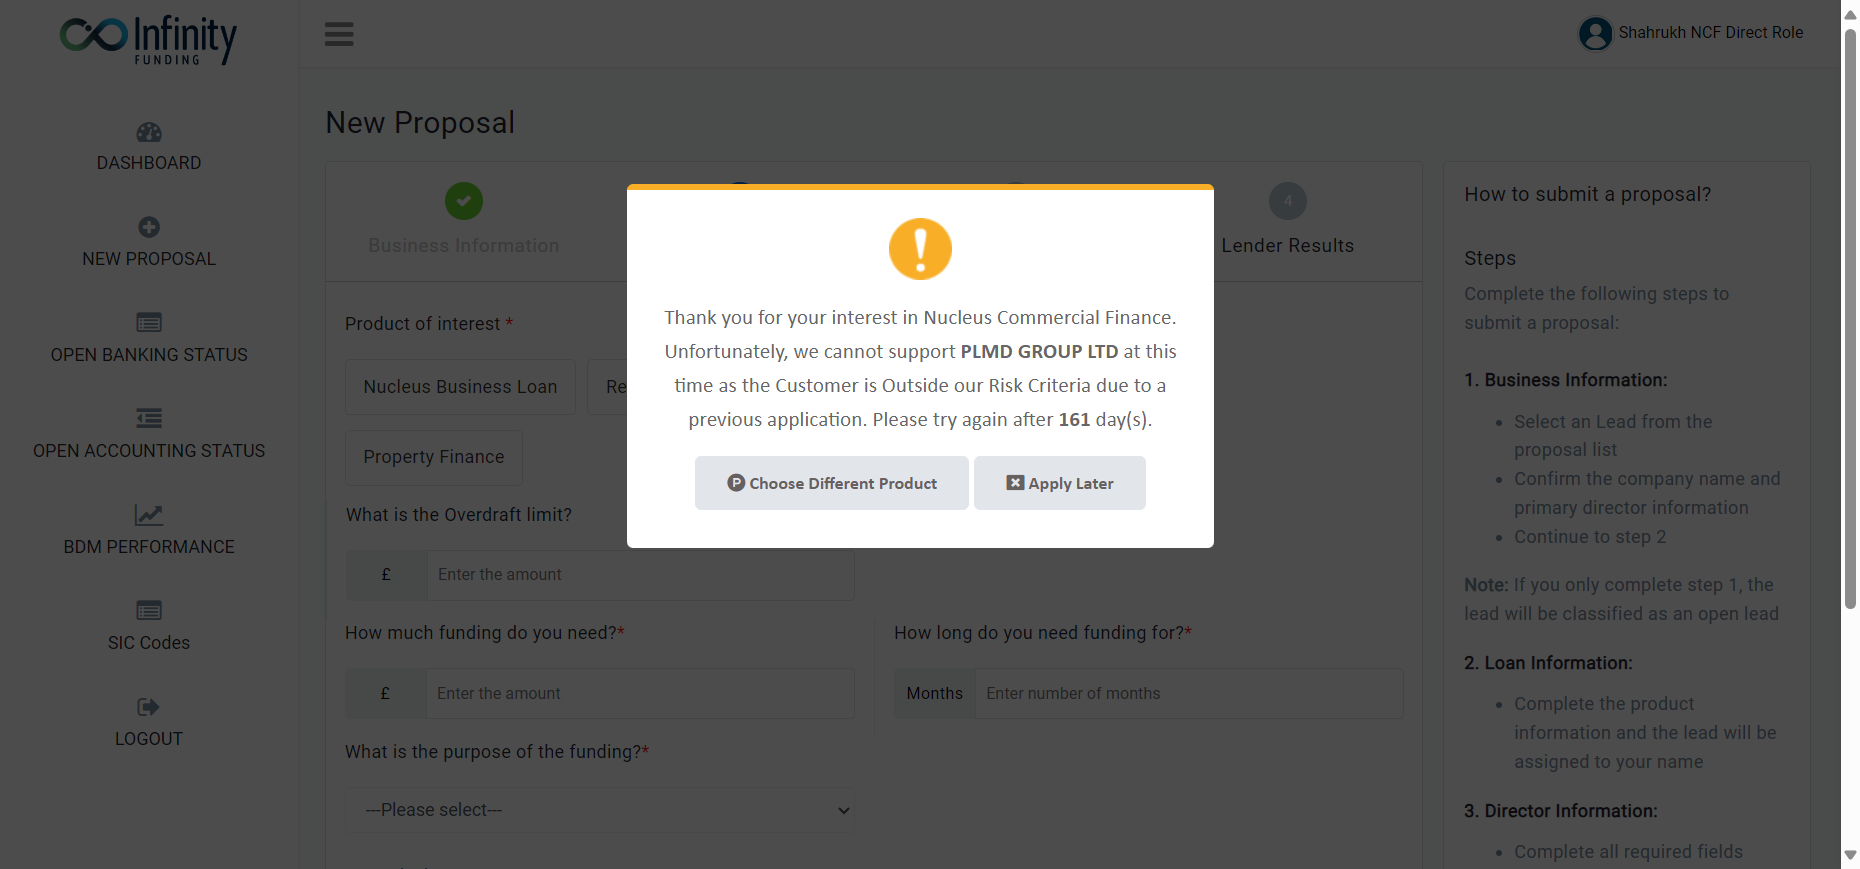 Infinity
FUNDING
Shahrukh NCF Direct Role
DASHBOARD
NEW PROPOSAL
OPEN BANKING STATUS
OPEN ACCOUNTING STATUS
BDM PERFORMANCE
SIC Codes
LOGOUT
New Proposal
Business Information
4
Lender Results
Product of interest *
Nucleus Business Loan
Re
Property Finance
What is the Overdraft limit?
£
Enter the amount
How much funding do you need?*
£
Enter the amount
How long do you need funding for?*
Months
Enter number of months
What is the purpose of the funding?*
---Please select---
Thank you for your interest in Nucleus Commercial Finance.
Unfortunately, we cannot support PLMD GROUP LTD at this
time as the Customer is Outside our Risk Criteria due to a
previous application. Please try again after 161 day(s).
Choose Different Product
Apply Later
How to submit a proposal?
Steps
Complete the following steps to
submit a proposal:
1. Business Information:
• Select an Lead from the
proposal list
• Confirm the company name and
primary director information
• Continue to step 2
Note: If you only complete step 1, the
lead will be classified as an open lead
2. Loan Information:
• Complete the product
information and the lead will be
assigned to your name
3. Director Information:
• Complete all required fields